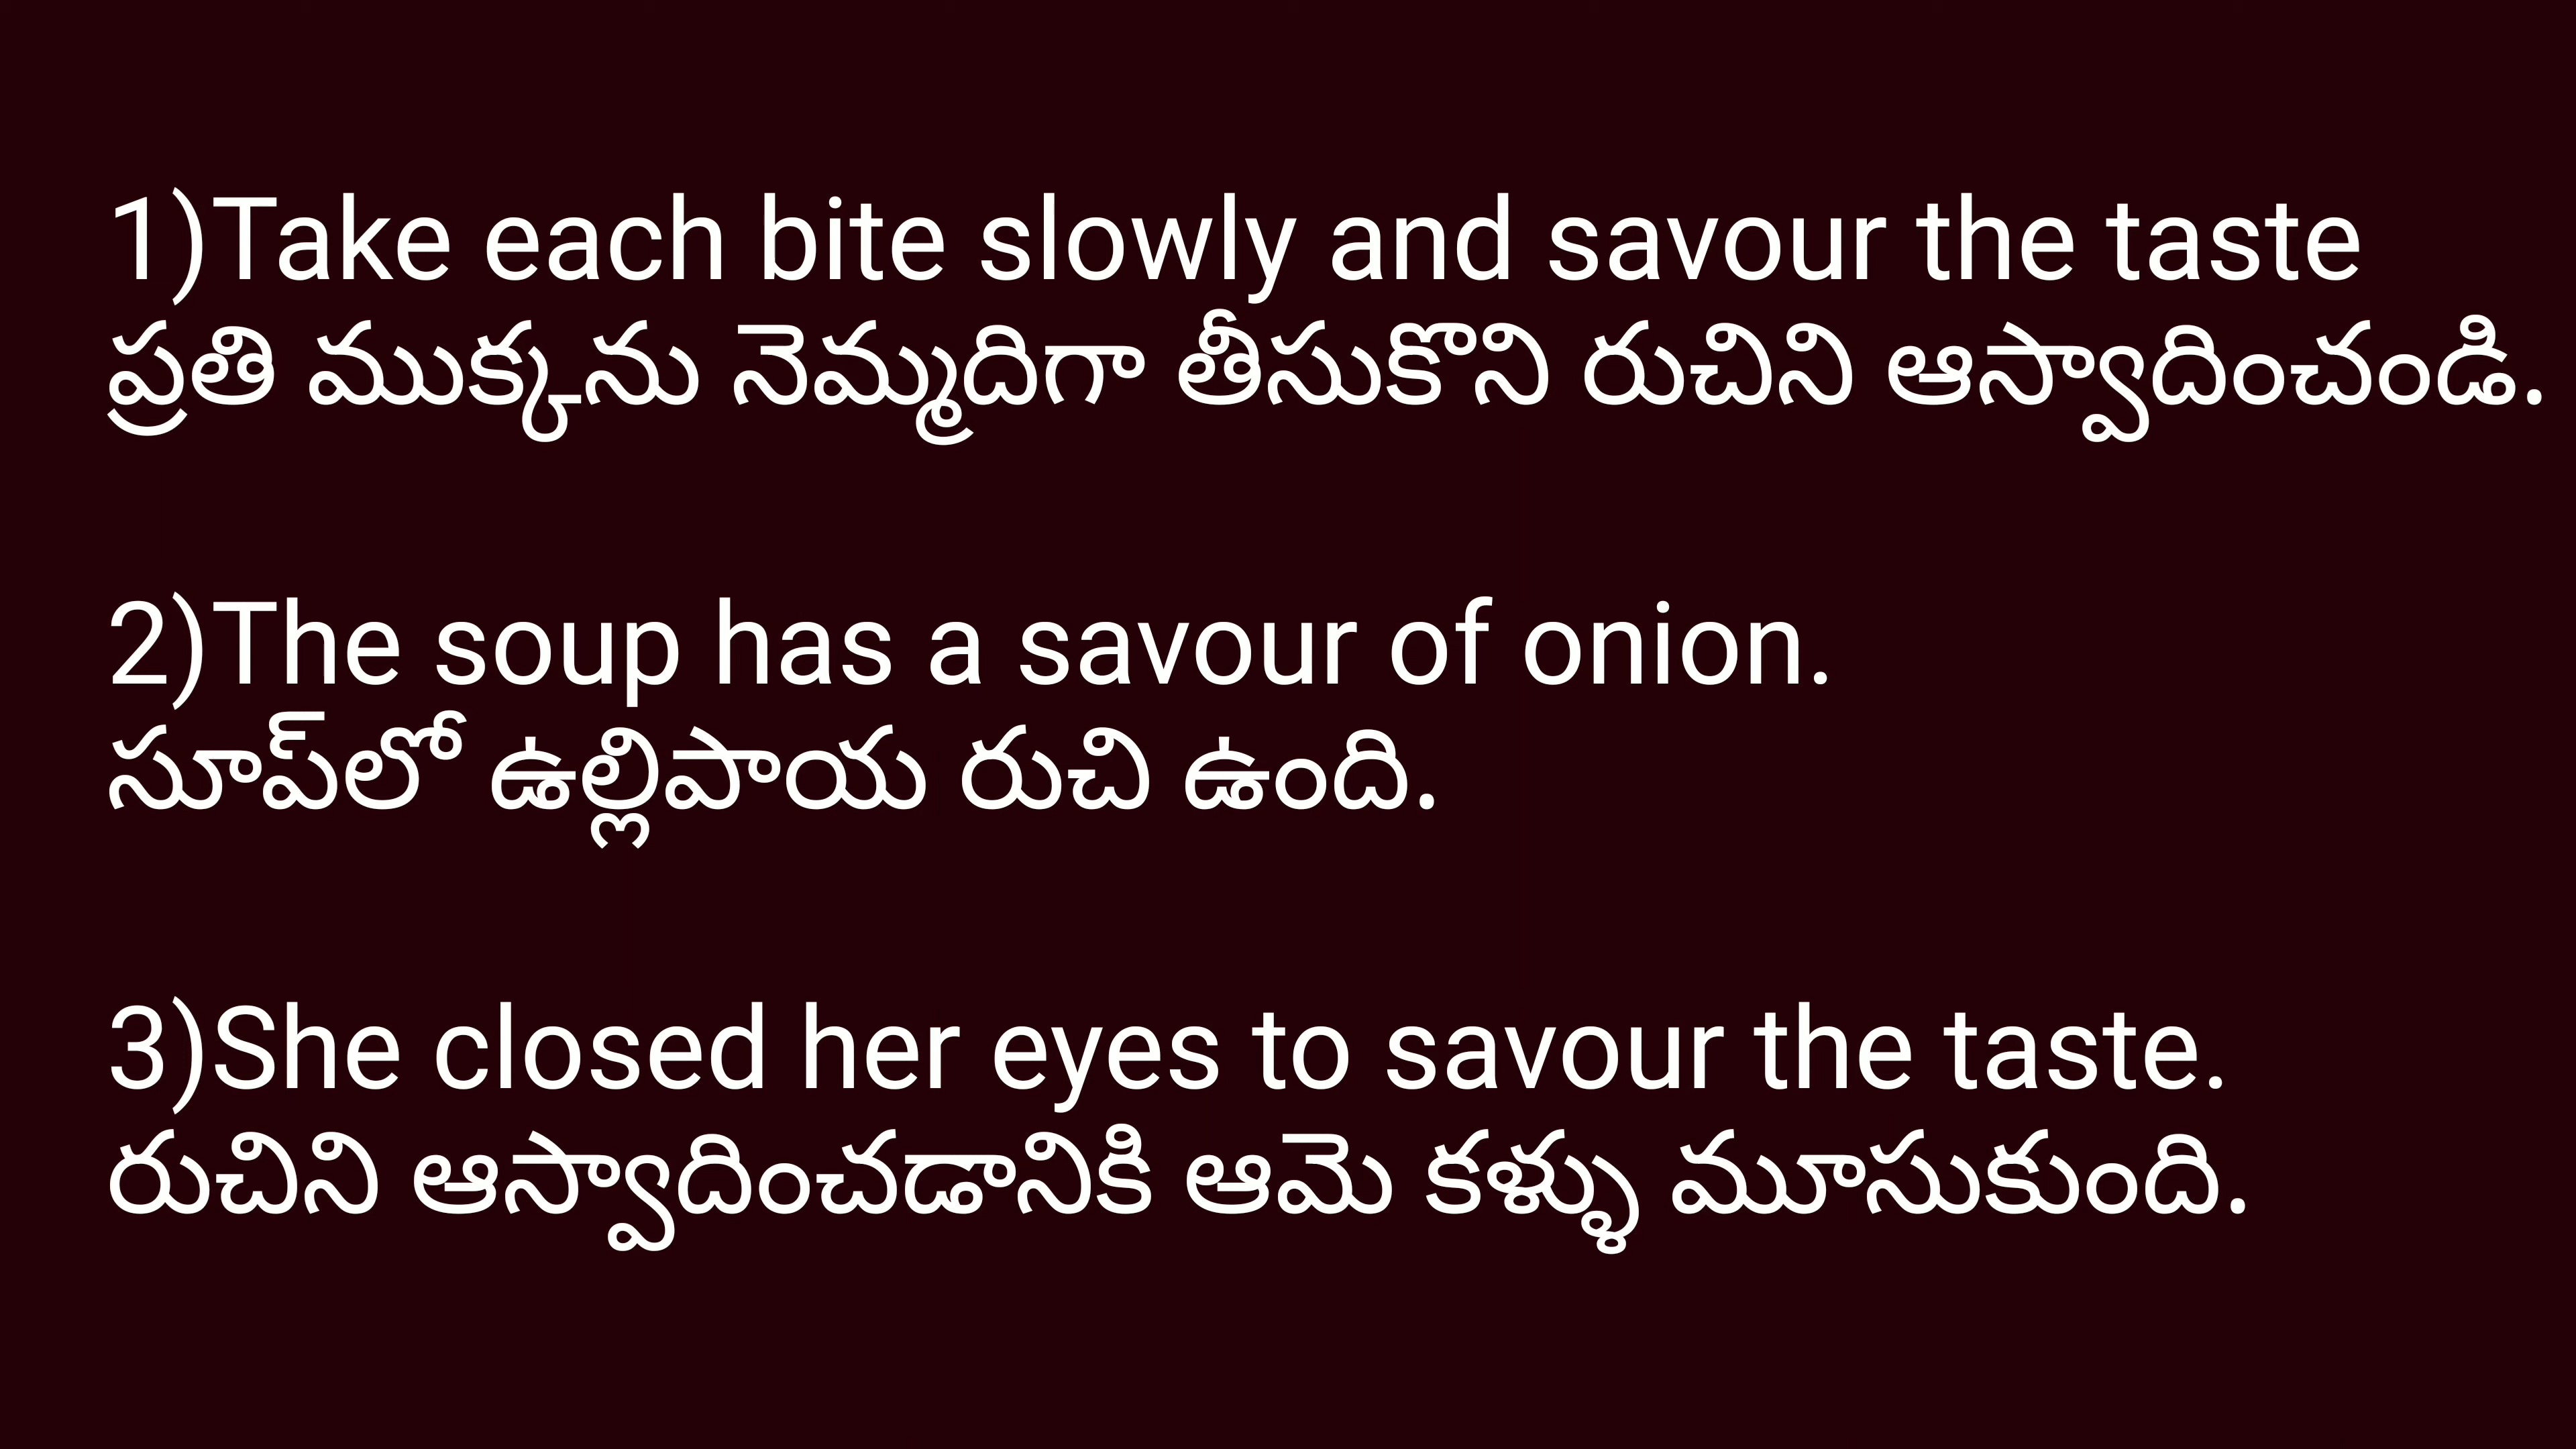 1)Take each bite slowly and savour the taste
ప్రతి ముక్కను నెమ్మదిగా తీసుకొని రుచిని ఆస్వాదించండి.
2)The soup has a savour of onion.
సూప్‌లో ఉల్లిపాయ రుచి ఉంది.
3)She closed her eyes to savour the taste.
రుచిని ఆస్వాదించడానికి ఆమె కళ్ళు మూసుకుంది.